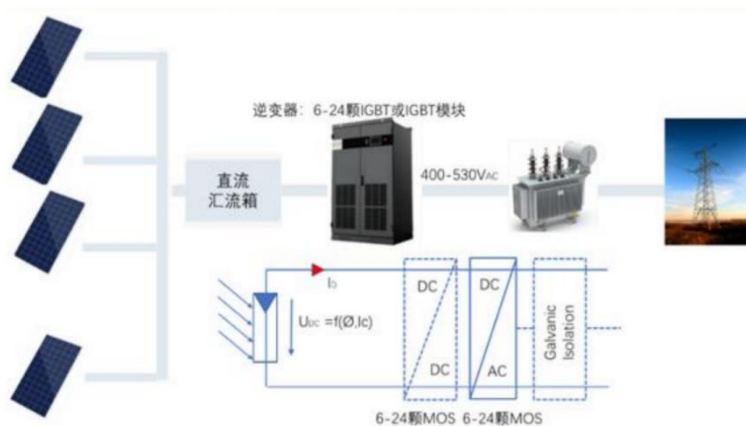 逆变器：6-24颗IGBT或IGBT模块
直流
汇流箱
400-530VAC
ID
UDC =f(Ø,Ic)
DC
DC
DC
AC
Galvanic
Isolation
6-24颗MOS
6-24颗MOS